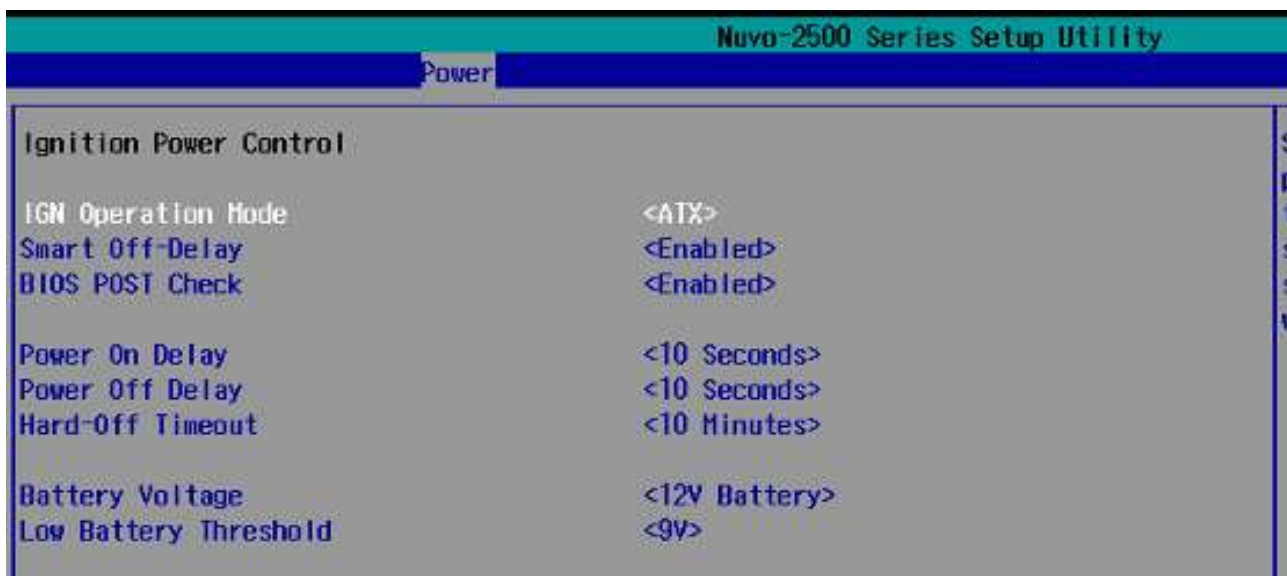 Nuvo-2500 Series Setup Utility
Power
Ignition Power Control
IGN Operation Mode <ATX>
Smart Off-Delay <Enabled>
BIOS POST Check <Enabled>
Power On Delay <10 Seconds>
Power Off Delay <10 Seconds>
Hard-Off Timeout <10 Minutes>
Battery Voltage <12V Battery>
Low Battery Threshold <9V>